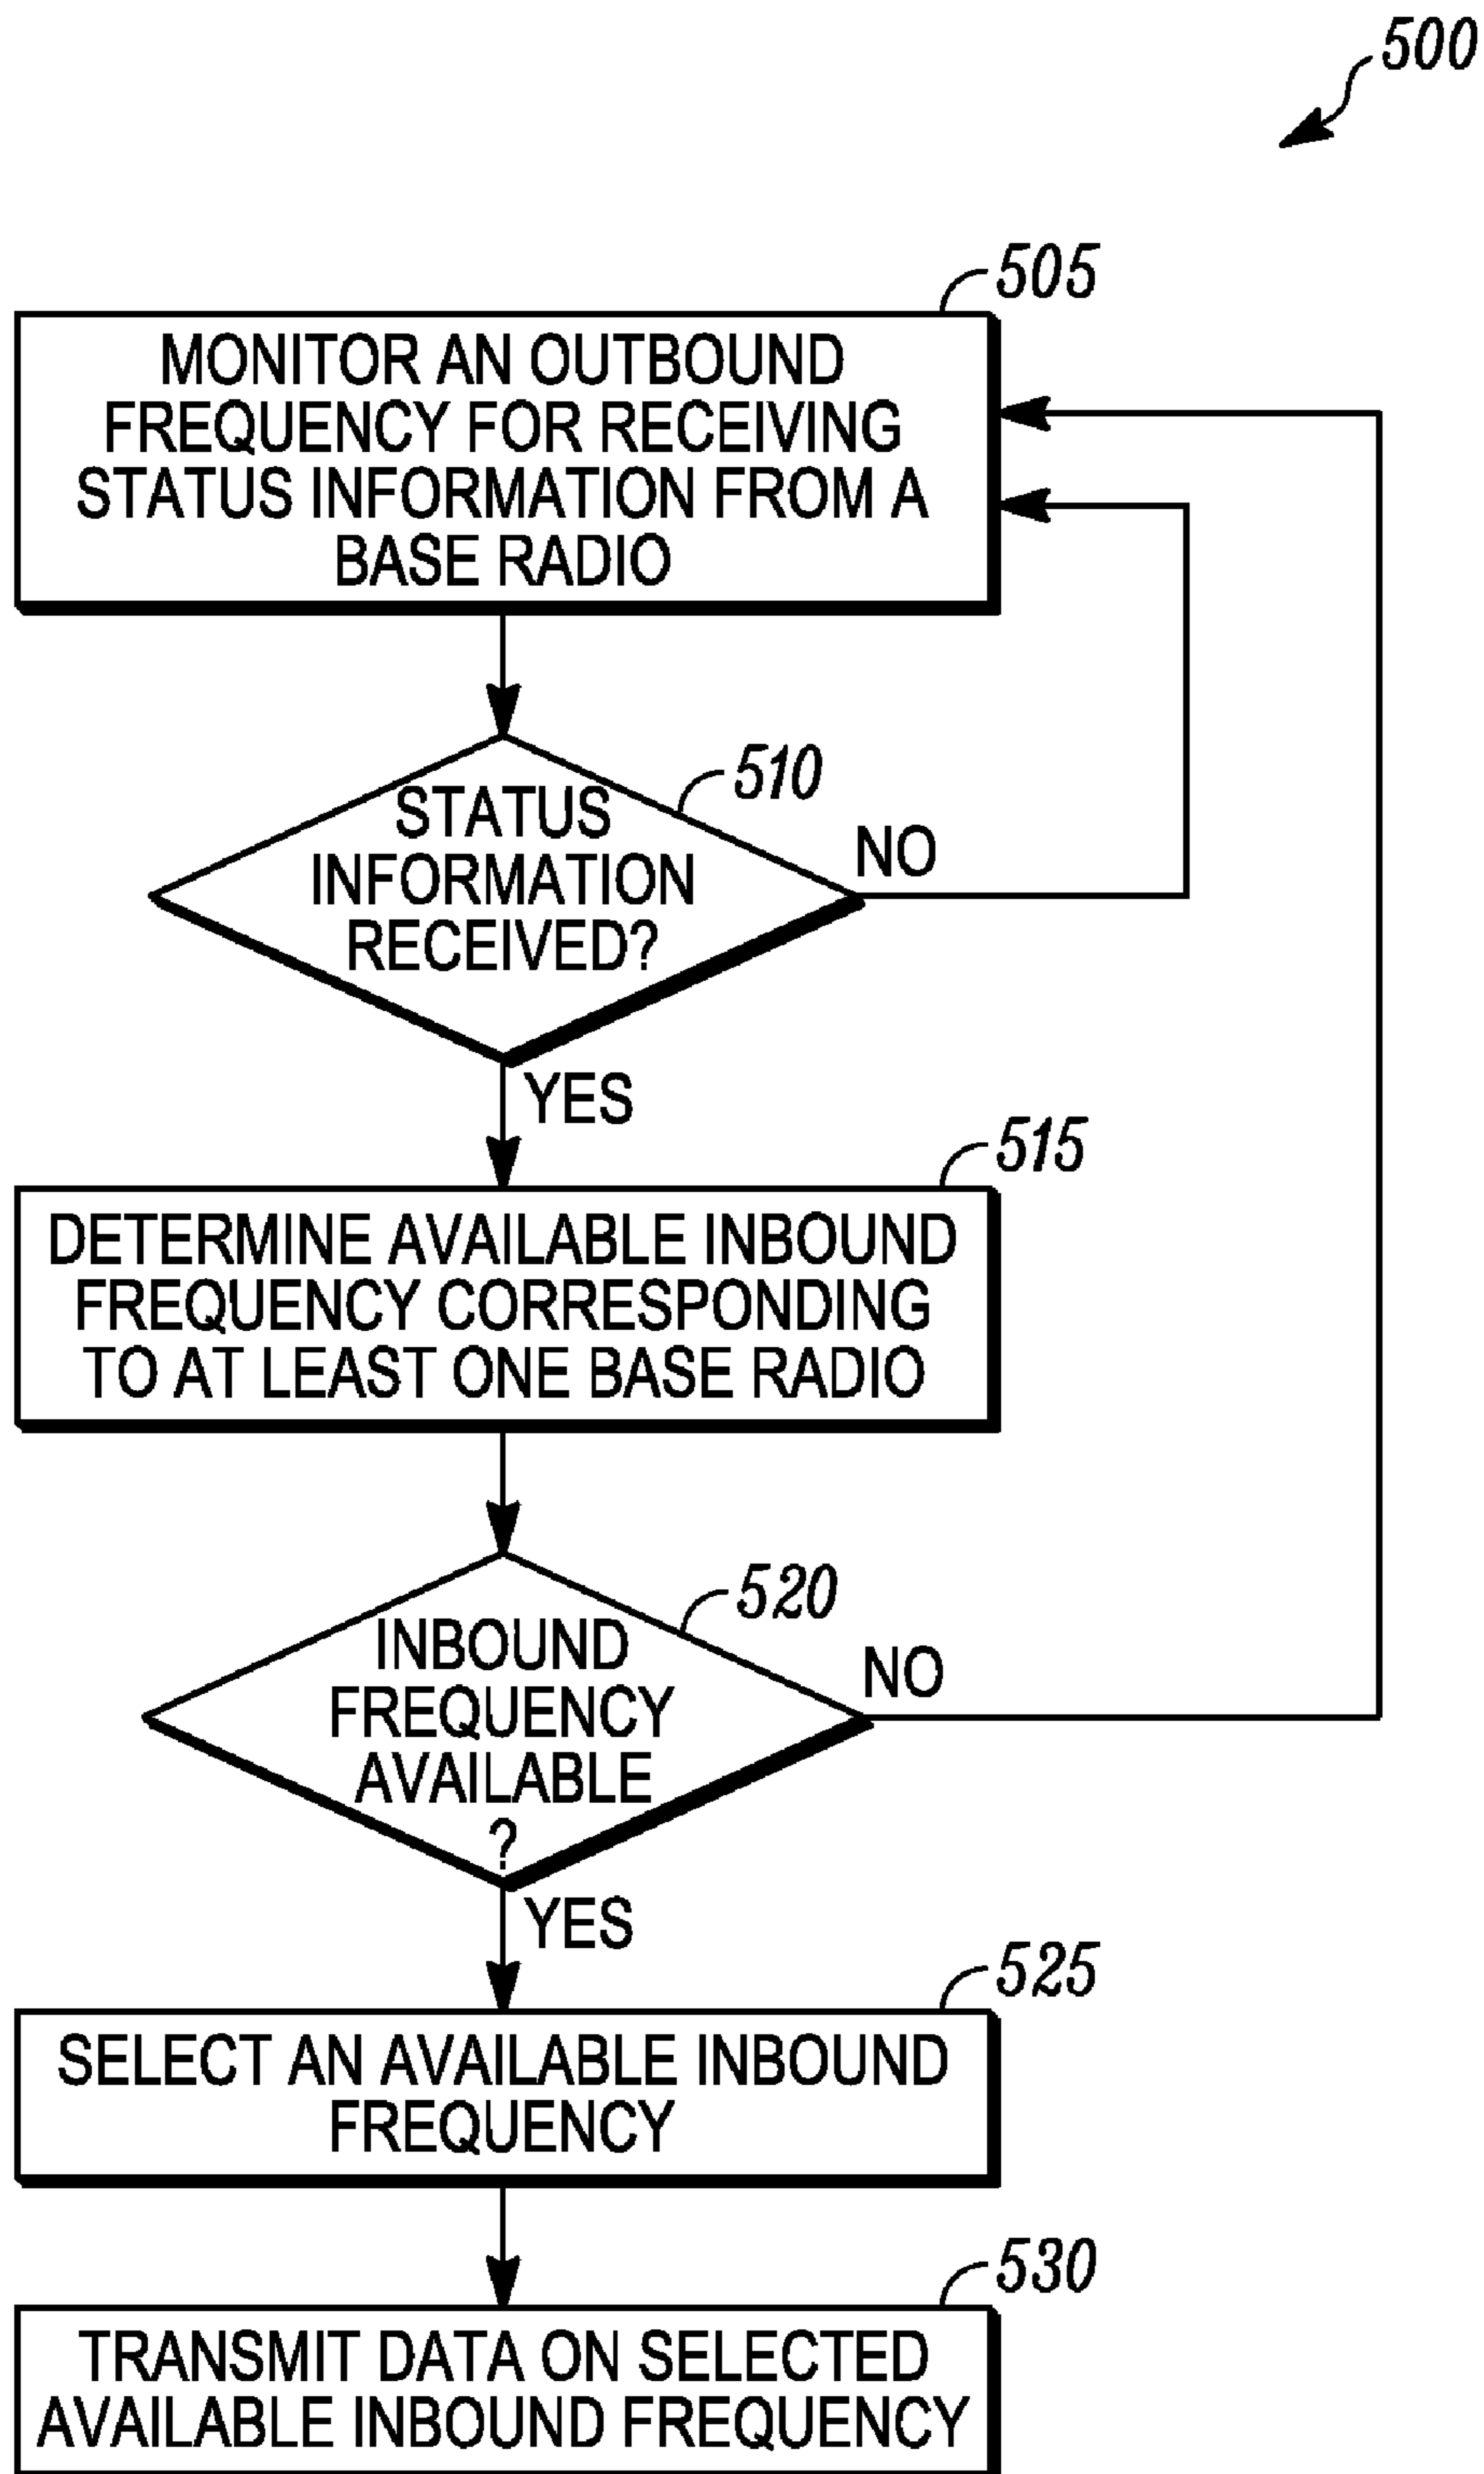 500
505
MONITOR AN OUTBOUND
FREQUENCY FOR RECEIVING
STATUS INFORMATION FROM A
BASE RADIO
510
STATUS
INFORMATION
RECEIVED?
NO
YES
515
DETERMINE AVAILABLE INBOUND
FREQUENCY CORRESPONDING
TO AT LEAST ONE BASE RADIO
520
INBOUND
FREQUENCY
AVAILABLE
?
NO
YES
525
SELECT AN AVAILABLE INBOUND
FREQUENCY
530
TRANSMIT DATA ON SELECTED
AVAILABLE INBOUND FREQUENCY